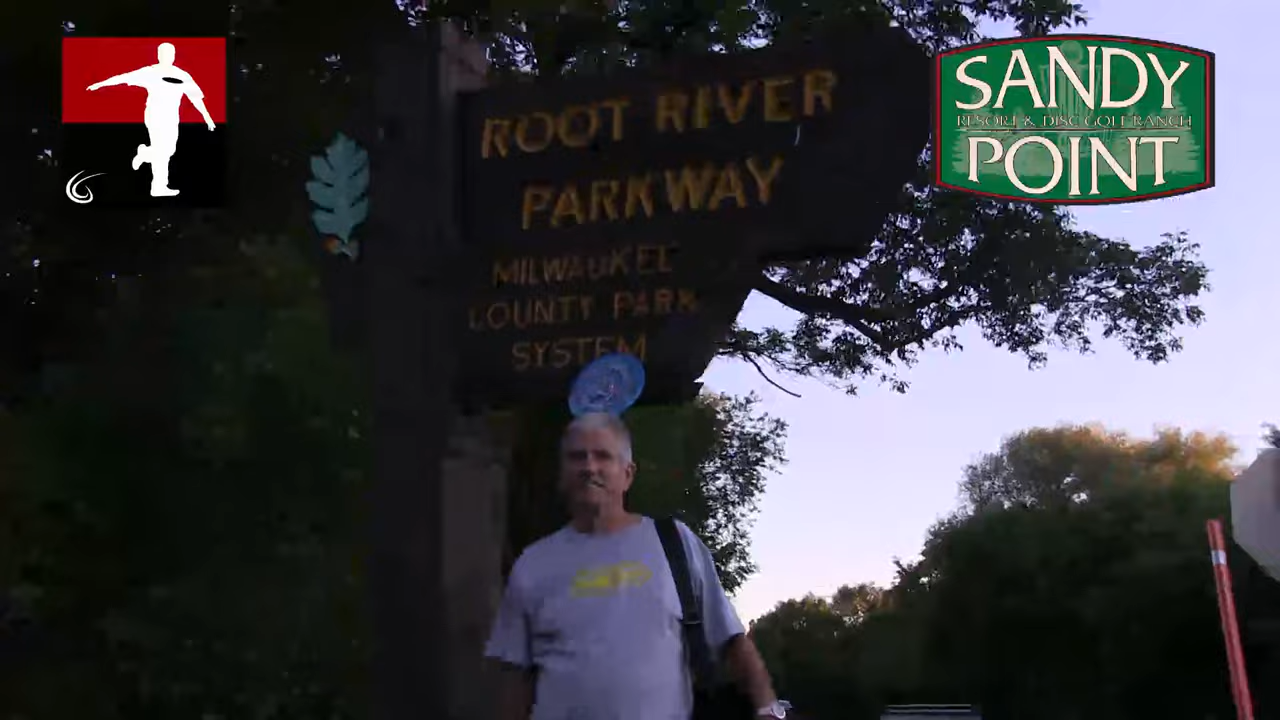 ROOT RIVER
PARKWAY
MILWAUKEE
COUNTY PARK
SYSTEM
SANDY
RESORT & DISC GOLF RANCH
POINT